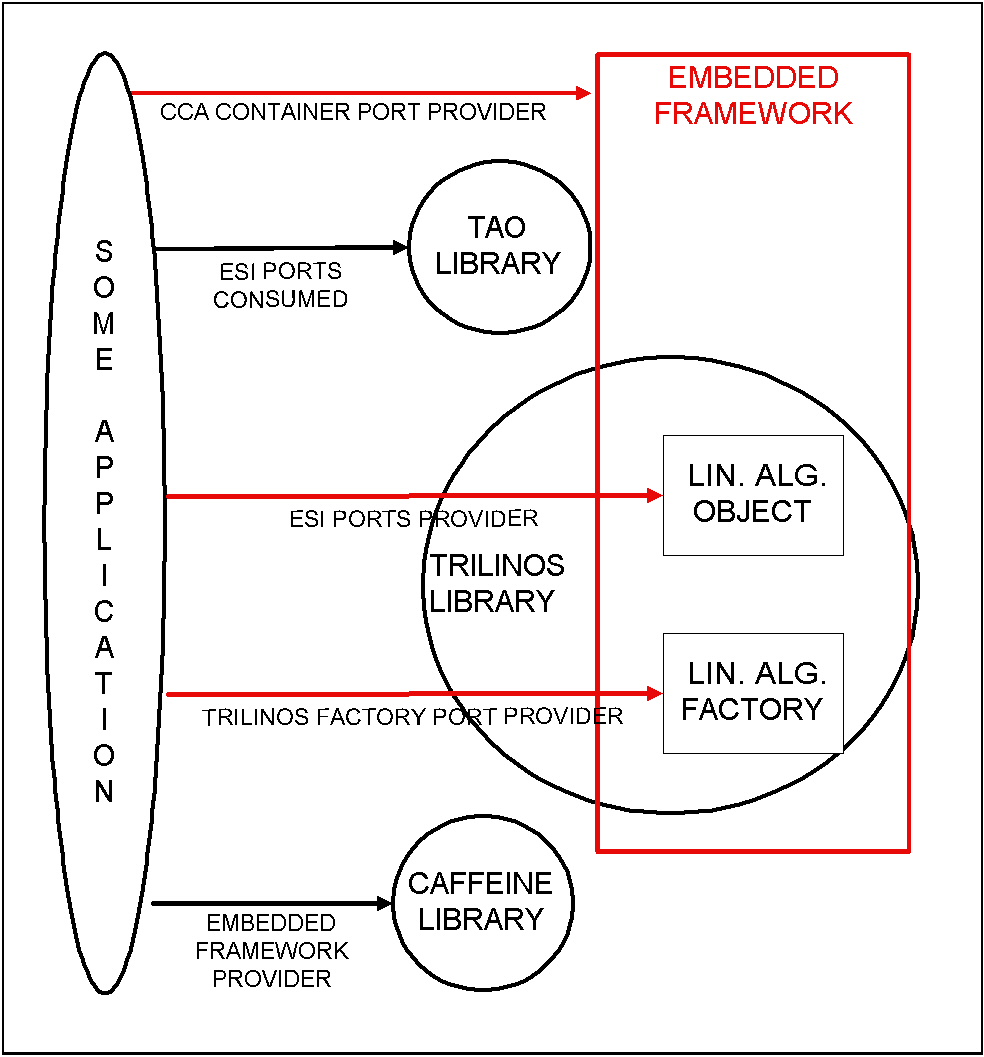 EMBEDDED
FRAMEWORK
CCA CONTAINER PORT PROVIDER
TAO
LIBRARY
ESI PORTS
CONSUMED
SOME APPLICATION
LIN. ALG.
OBJECT
ESI PORTS PROVIDER
TRILINOS
LIBRARY
LIN. ALG.
FACTORY
TRILINOS FACTORY PORT PROVIDER
CAFFEINE
LIBRARY
EMBEDDED
FRAMEWORK
PROVIDER